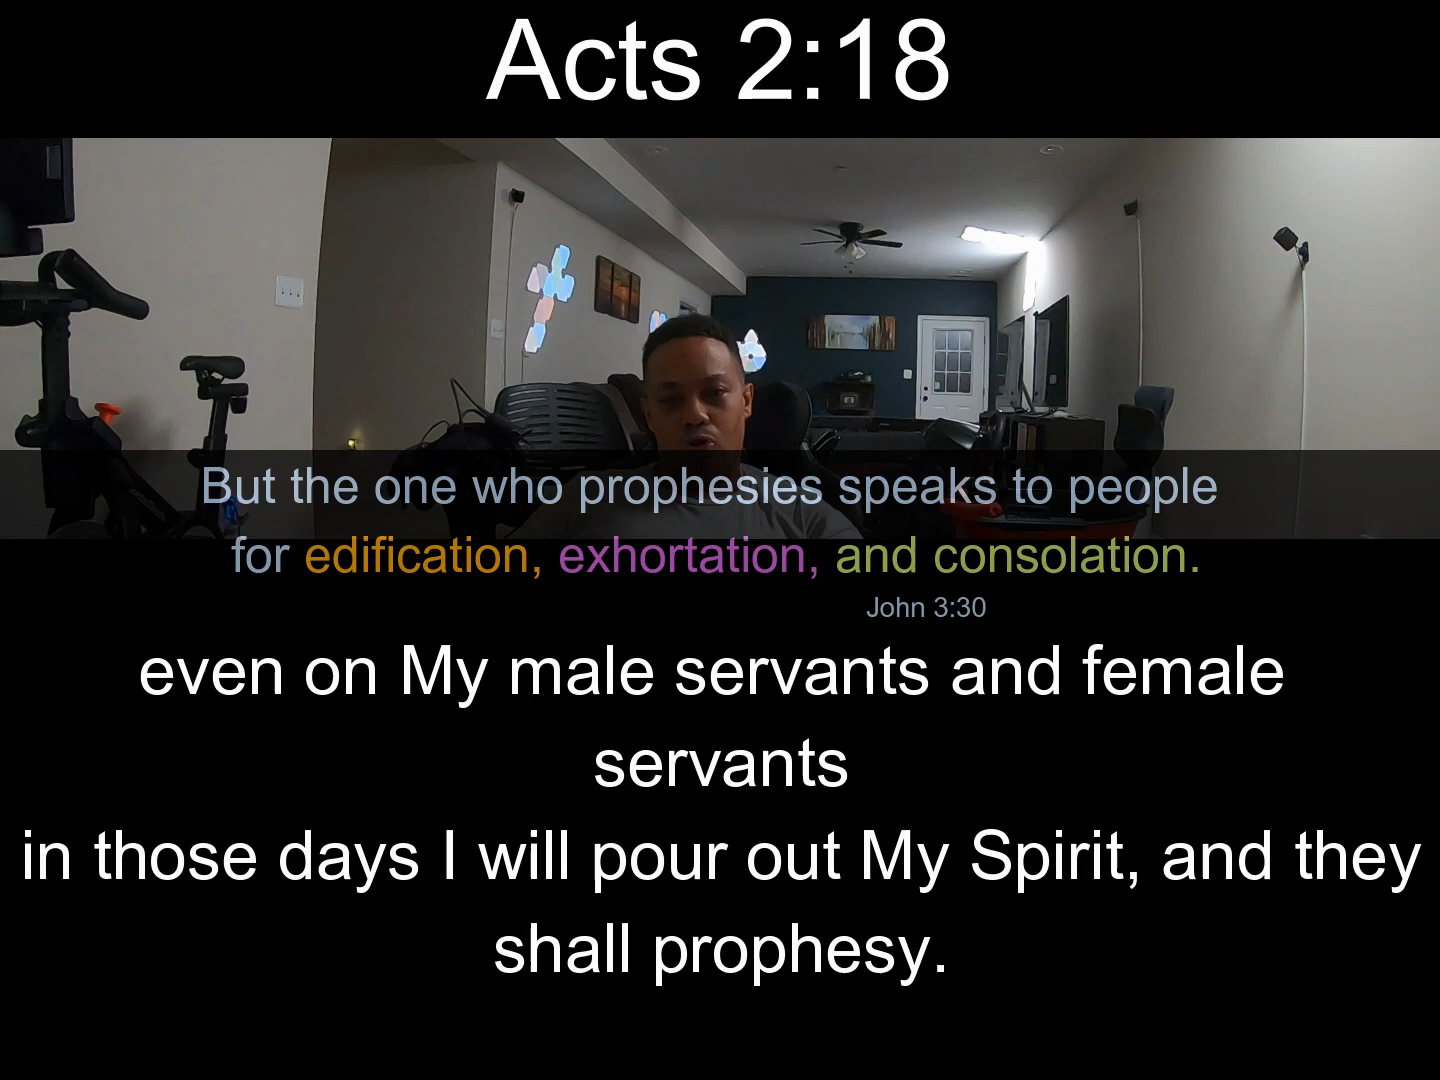 Acts 2:18
But the one who prophesies speaks to people
for edification, exhortation, and consolation.
John 3:30
even on My male servants and female
servants
in those days I will pour out My Spirit, and they
shall prophesy.